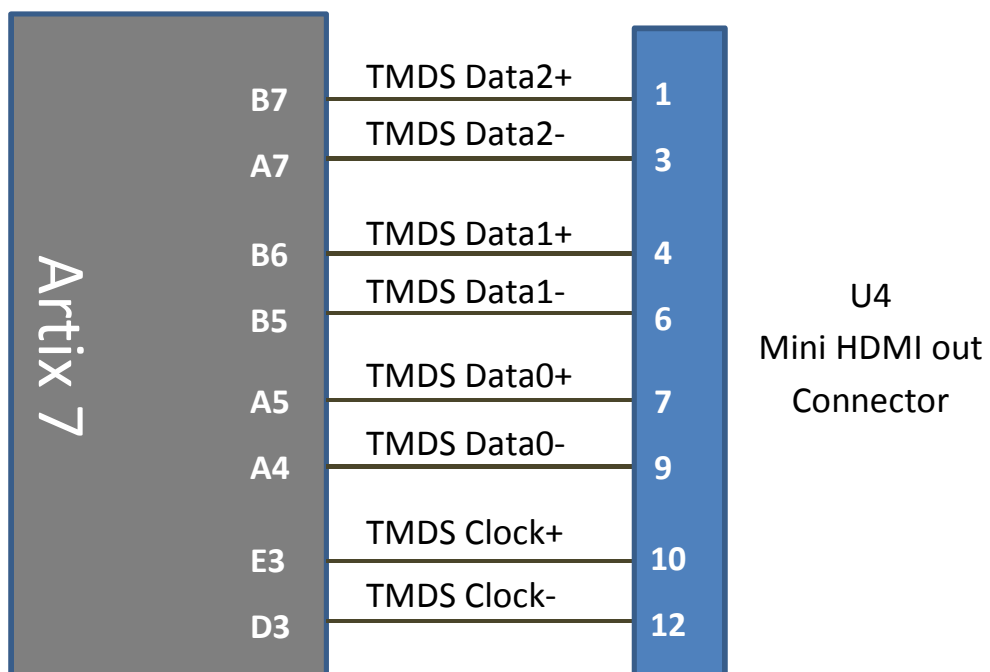 Artix 7
B7 TMDS Data2+ 1
A7 TMDS Data2- 3
B6 TMDS Data1+ 4
B5 TMDS Data1- 6
A5 TMDS Data0+ 7
A4 TMDS Data0- 9
E3 TMDS Clock+ 10
D3 TMDS Clock- 12
U4
Mini HDMI out
Connector